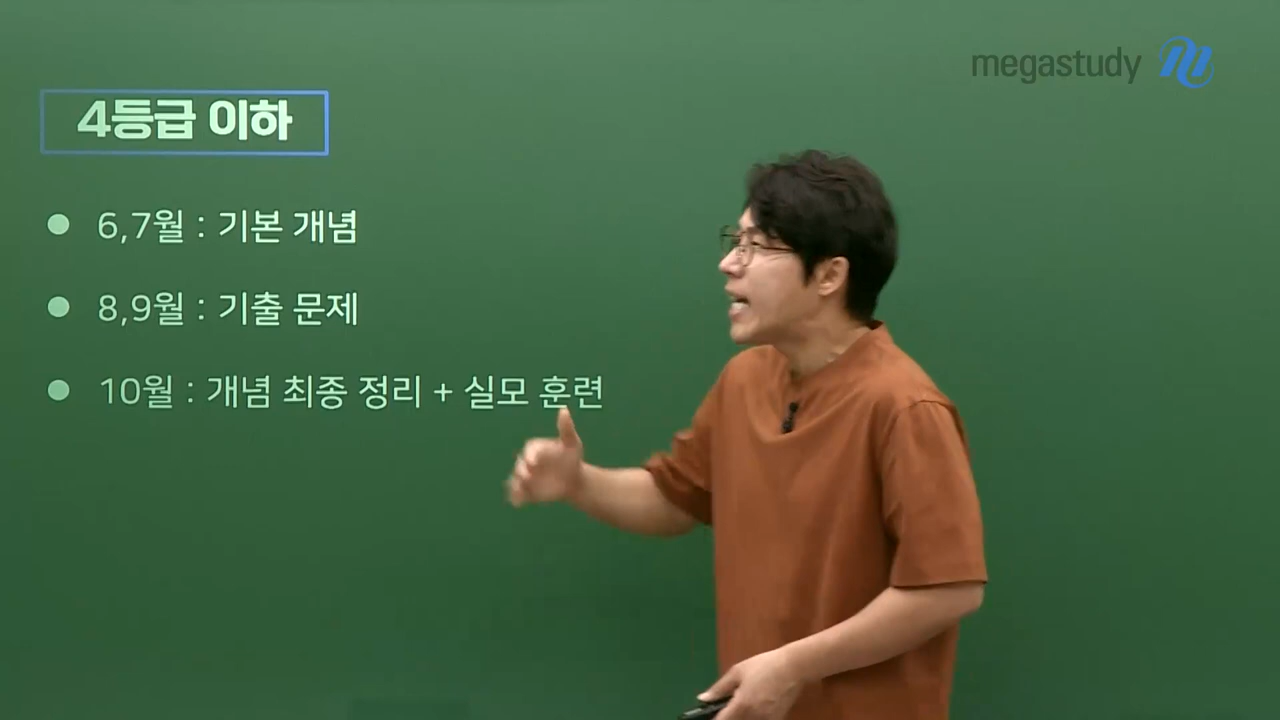 megastudy
4등급 이하
6,7월 : 기본 개념
8,9월 : 기출 문제
10월 : 개념 최종 정리 + 실모 훈련